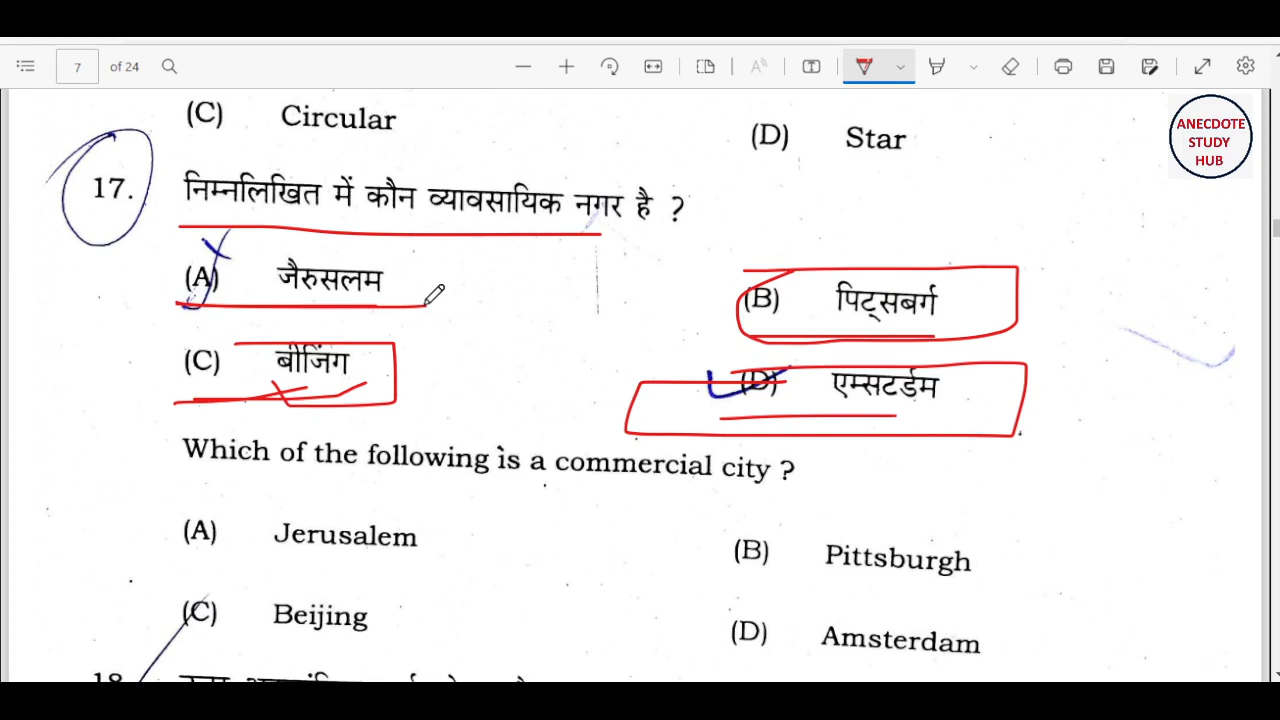 7 of 24
ANECDOTE
STUDY
HUB
(C) Circular (D) Star
17. निम्नलिखित में कौन व्यावसायिक नगर है ?
(A) जैरुसलम (B) पिट्सबर्ग
(C) बीजिंग (D) एम्सटर्डम
Which of the following is a commercial city ?
(A) Jerusalem (B) Pittsburgh
(C) Beijing (D) Amsterdam
18.